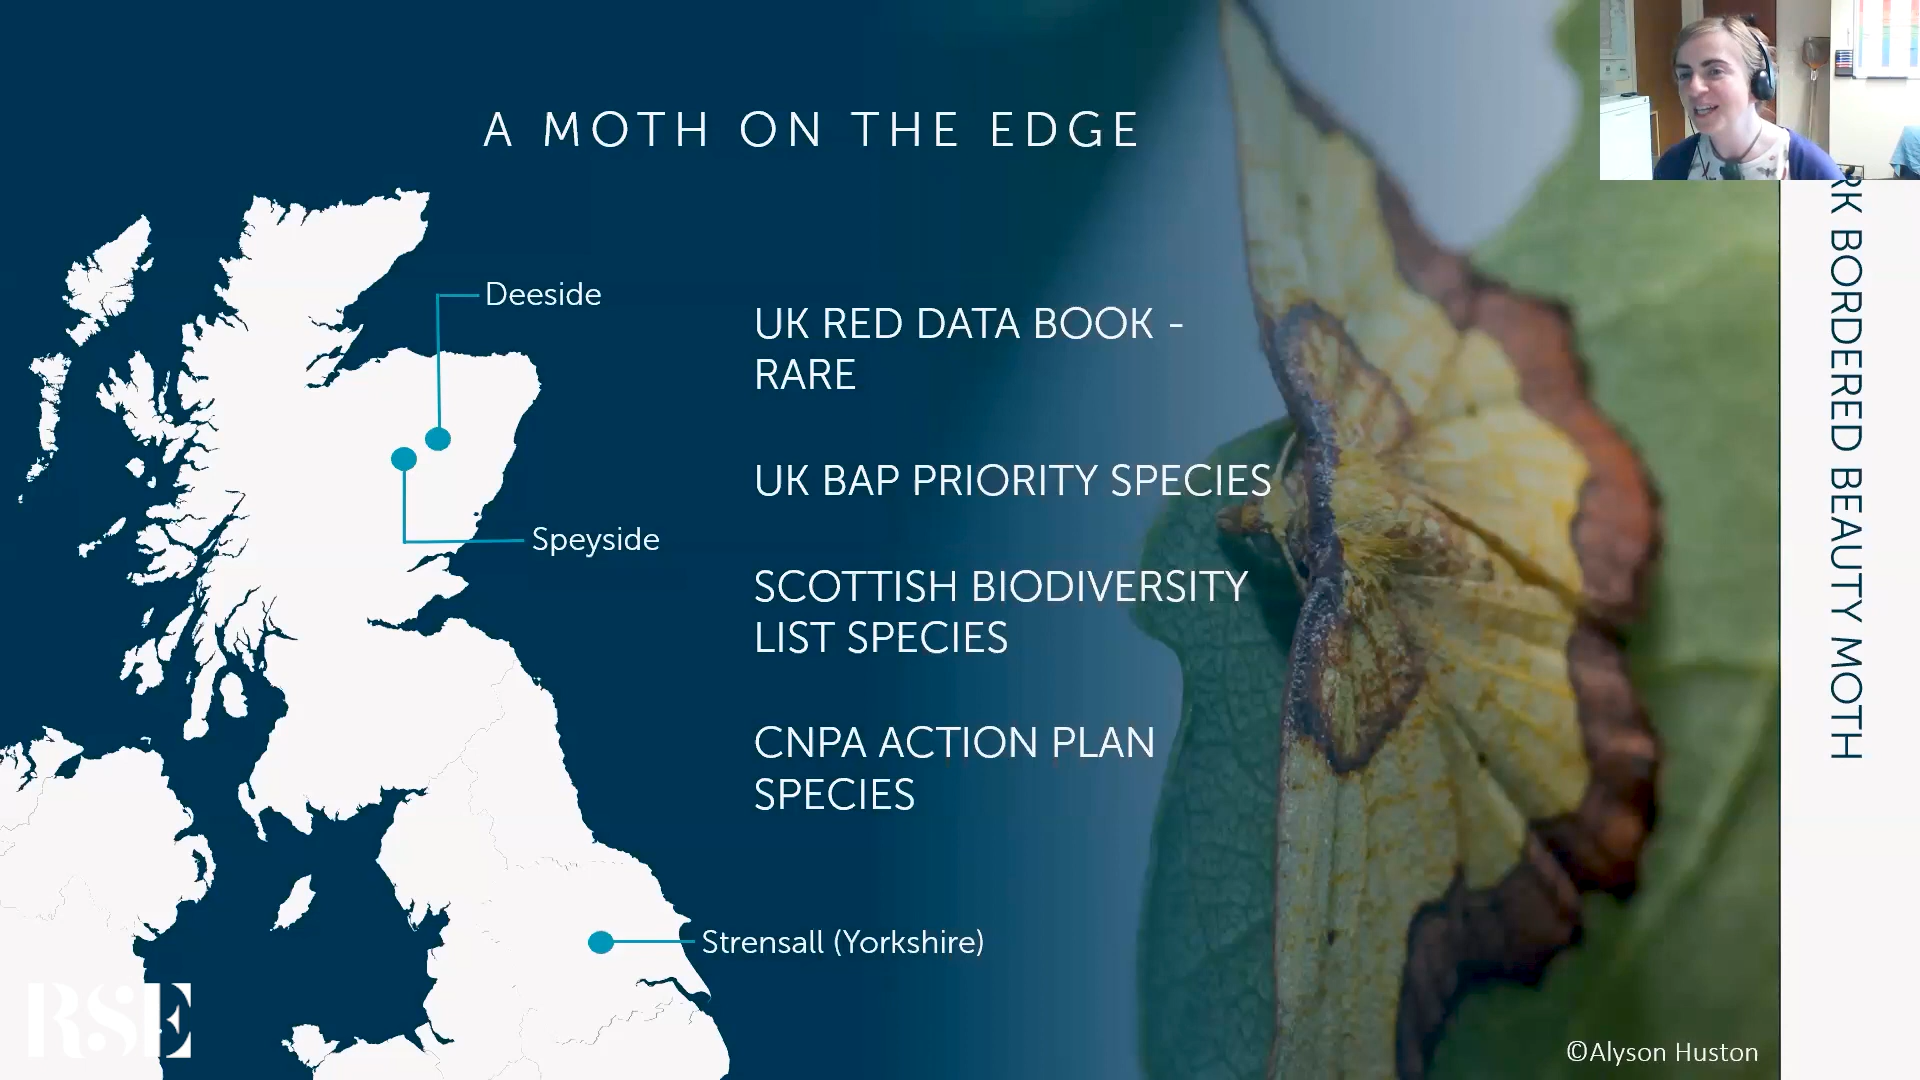 A MOTH ON THE EDGE
Deeside
Speyside
Strensall (Yorkshire)
UK RED DATA BOOK -
RARE
UK BAP PRIORITY SPECIES
SCOTTISH BIODIVERSITY
LIST SPECIES
CNPA ACTION PLAN
SPECIES
RK BORDERED BEAUTY MOTH
RSE
©Alyson Huston